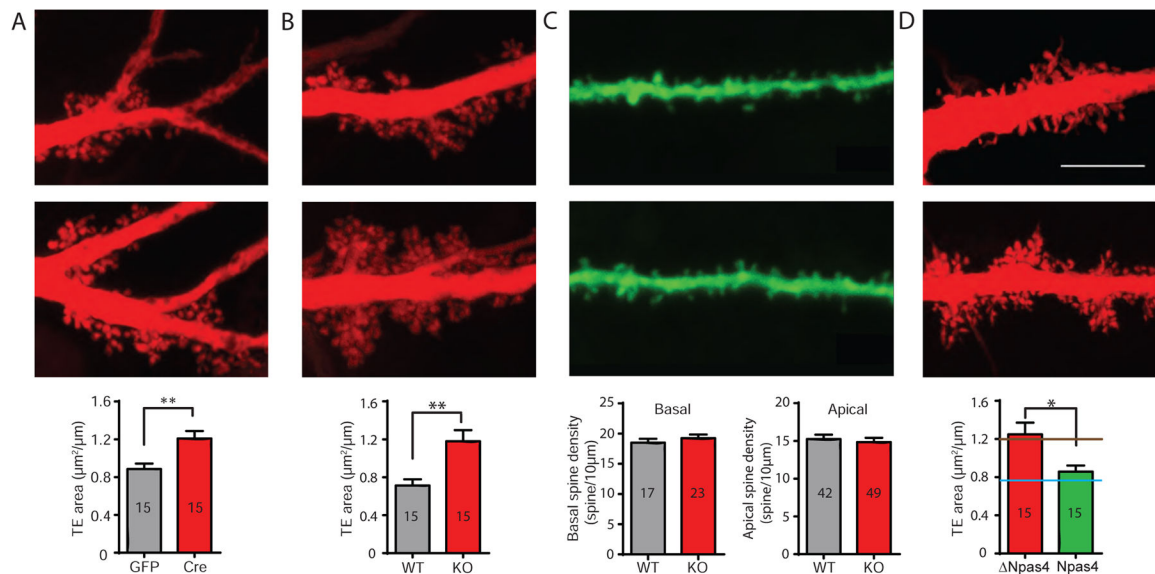 A B C D
** ** Basal Apical *
TE area (µm²/µm) 1.6 1.2 0.8 0.4 0 15 15 GFP Cre
TE area (µm²/µm) 1.6 1.2 0.8 0.4 0 15 15 WT KO
Basal spine density
(spine/10µm)
25 20 15 10 5 0 17 23 WT KO
Apical spine density
(spine/10µm)
20 15 10 5 0 42 49 WT KO
TE area (µm²/µm) 1.6 1.2 0.8 0.4 0 15 15 ΔNpas4 Npas4